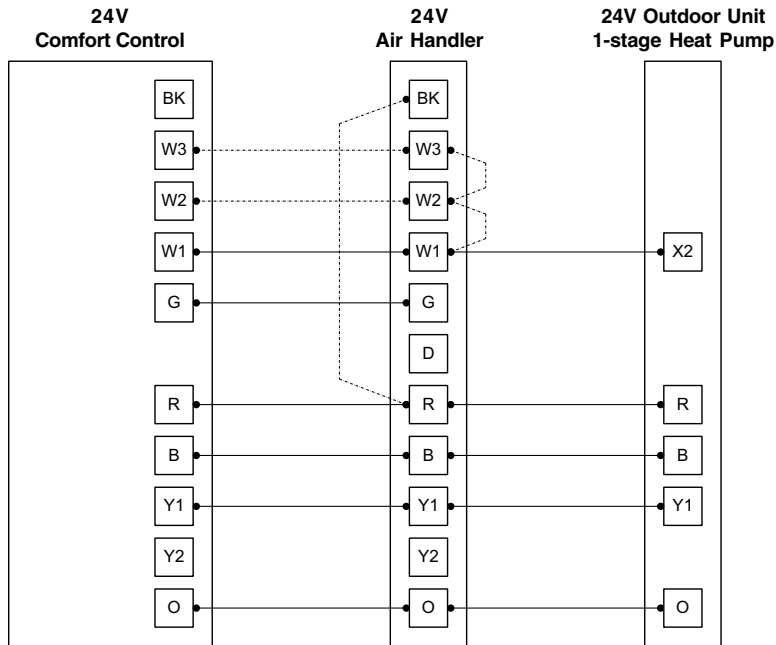 24V
Comfort Control
24V
Air Handler
24V Outdoor Unit
1-stage Heat Pump
BK
W3
W2
W1
G
R
B
Y1
Y2
O
BK
W3
W2
W1
G
D
R
B
Y1
Y2
O
X2
R
B
Y1
O